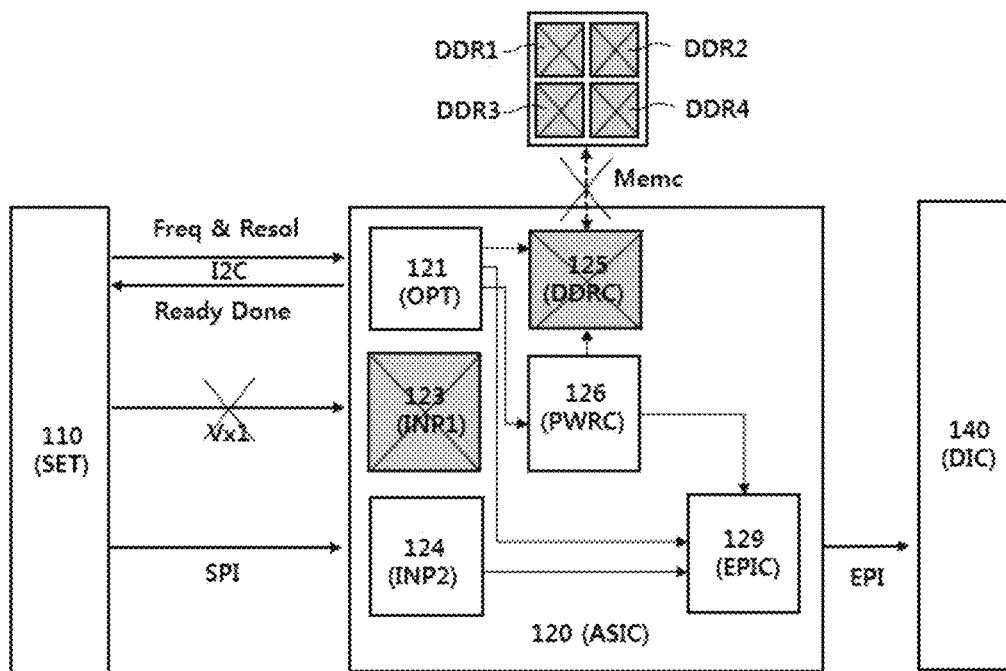 DDR1
DDR2
DDR3
DDR4
Memc
Freq & Resol
I2C
Ready Done
121
(OPT)
125
(DDRC)
123
(INP1)
126
(PWRC)
Vx1
110
(SET)
140
(DIC)
124
(INP2)
129
(EPIC)
SPI
EPI
120 (ASIC)